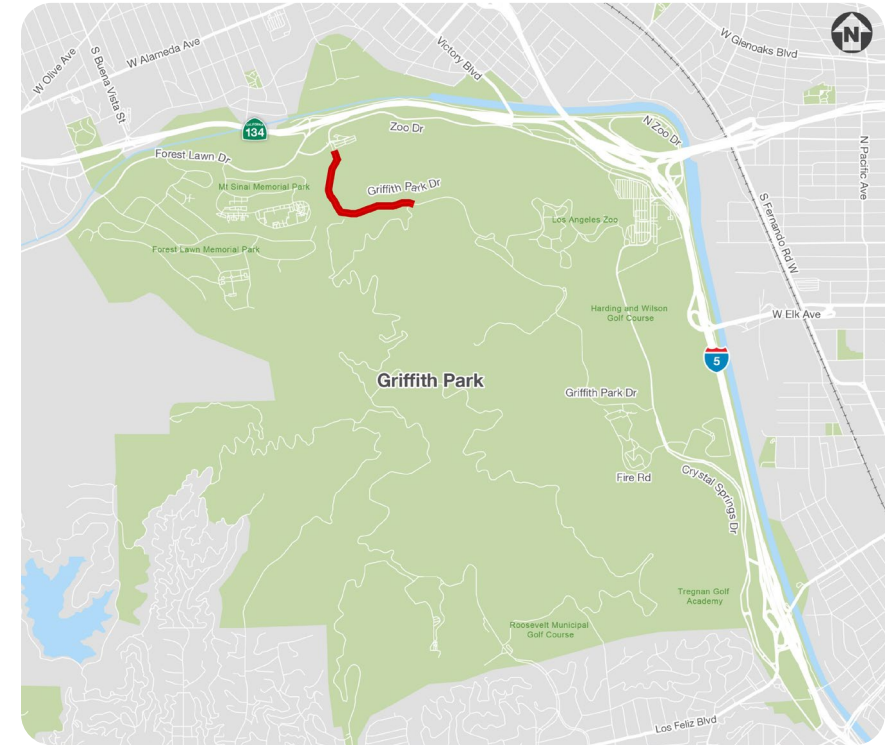 W Olive Ave
S Buena Vista St
W Alameda Ave
Victory Blvd
W Glenoaks Blvd
N
CALIFORNIA
134
Zoo Dr
N Zoo Dr
N Pacific Ave
Forest Lawn Dr
Mt Sinai Memorial Park
Griffith Park Dr
S Fernando Rd W
Los Angeles Zoo
Forest Lawn Memorial Park
Harding and Wilson
Golf Course
W Elk Ave
5
Griffith Park
Griffith Park Dr
Fire Rd
Crystal Springs Dr
Tregnan Golf
Academy
Roosevelt Municipal
Golf Course
Los Feliz Blvd